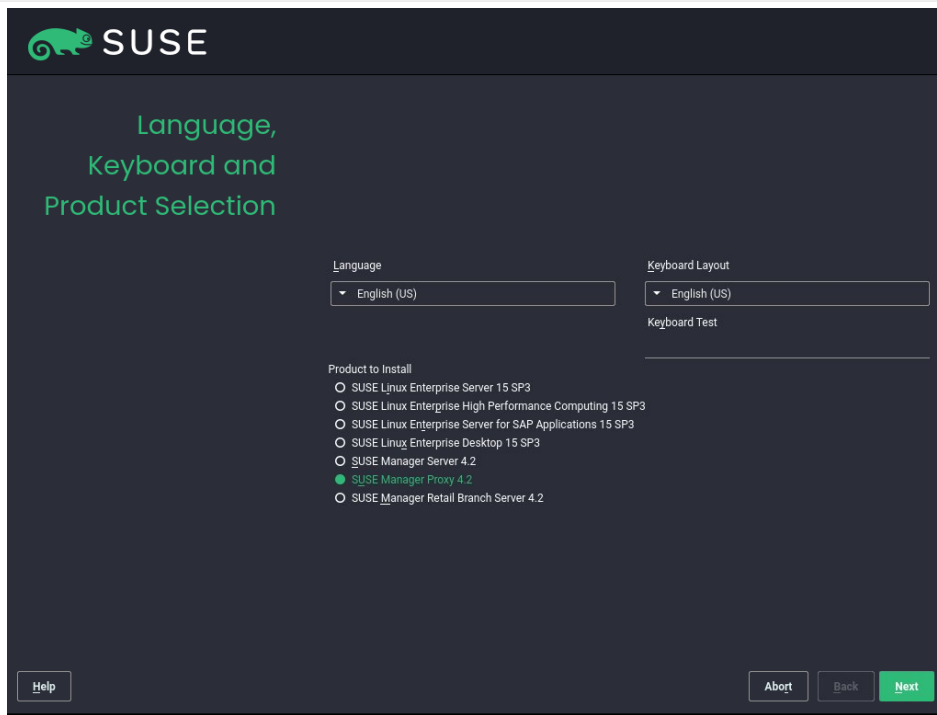 SUSE
Language,
Keyboard and
Product Selection
Language
Keyboard Layout
English (US)
English (US)
Keyboard Test
Product to Install
SUSE Linux Enterprise Server 15 SP3
SUSE Linux Enterprise High Performance Computing 15 SP3
SUSE Linux Enterprise Server for SAP Applications 15 SP3
SUSE Linux Enterprise Desktop 15 SP3
SUSE Manager Server 4.2
SUSE Manager Proxy 4.2
SUSE Manager Retail Branch Server 4.2
Help
Abort
Back
Next